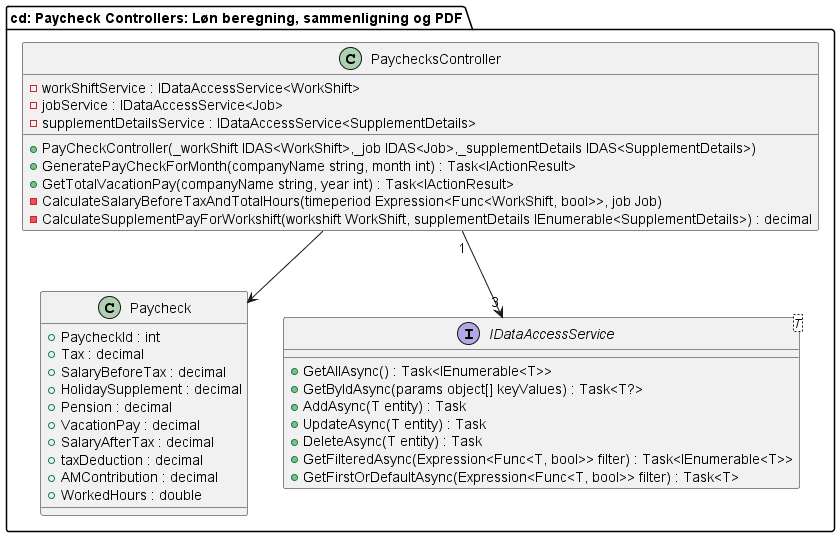 cd: Paycheck Controllers: Løn beregning, sammenligning og PDF
C PaychecksController
workShiftService : IDataAccessService<WorkShift>
jobService : IDataAccessService<Job>
supplementDetailsService : IDataAccessService<SupplementDetails>
PayCheckController(_workShift IDAS<WorkShift>,_job IDAS<Job>,_supplementDetails IDAS<SupplementDetails>)
GeneratePayCheckForMonth(companyName string, month int) : Task<IActionResult>
GetTotalVacationPay(companyName string, year int) : Task<IActionResult>
CalculateSalaryBeforeTaxAndTotalHours(timeperiod Expression<Func<WorkShift, bool>>, job Job)
CalculateSupplementPayForWorkshift(workshift WorkShift, supplementDetails IEnumerable<SupplementDetails>) : decimal
1
3
C Paycheck
PaycheckId : int
Tax : decimal
SalaryBeforeTax : decimal
HolidaySupplement : decimal
Pension : decimal
VacationPay : decimal
SalaryAfterTax : decimal
taxDeduction : decimal
AMContribution : decimal
WorkedHours : double
I IDataAccessService
T
GetAllAsync() : Task<IEnumerable<T>>
GetByIdAsync(params object[] keyValues) : Task<T?>
AddAsync(T entity) : Task
UpdateAsync(T entity) : Task
DeleteAsync(T entity) : Task
GetFilteredAsync(Expression<Func<T, bool>> filter) : Task<IEnumerable<T>>
GetFirstOrDefaultAsync(Expression<Func<T, bool>> filter) : Task<T>